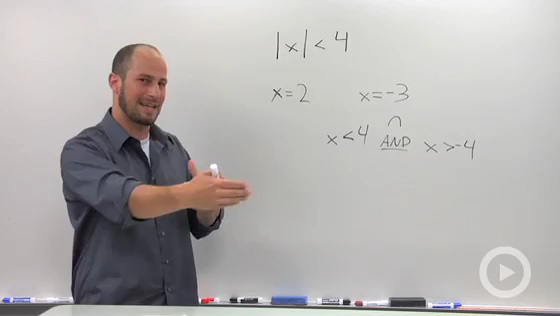 |x| < 4
x = 2 x = -3
∩
x < 4 AND x > -4